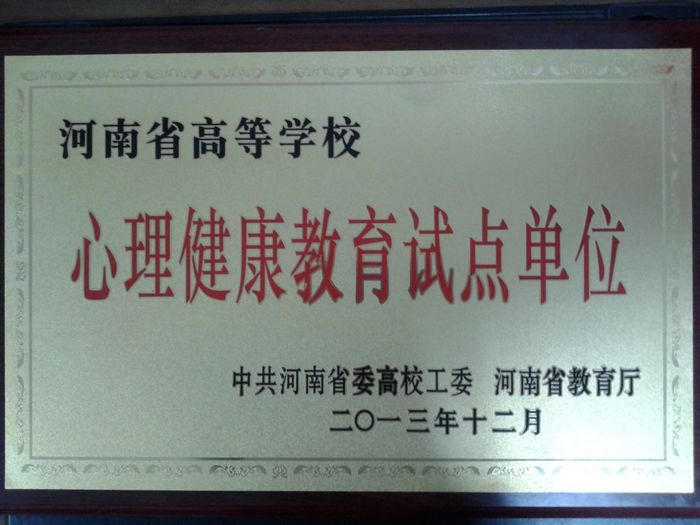 河南省高等学校
心理健康教育试点单位
中共河南省委高校工委 河南省教育厅
二〇一三年十二月